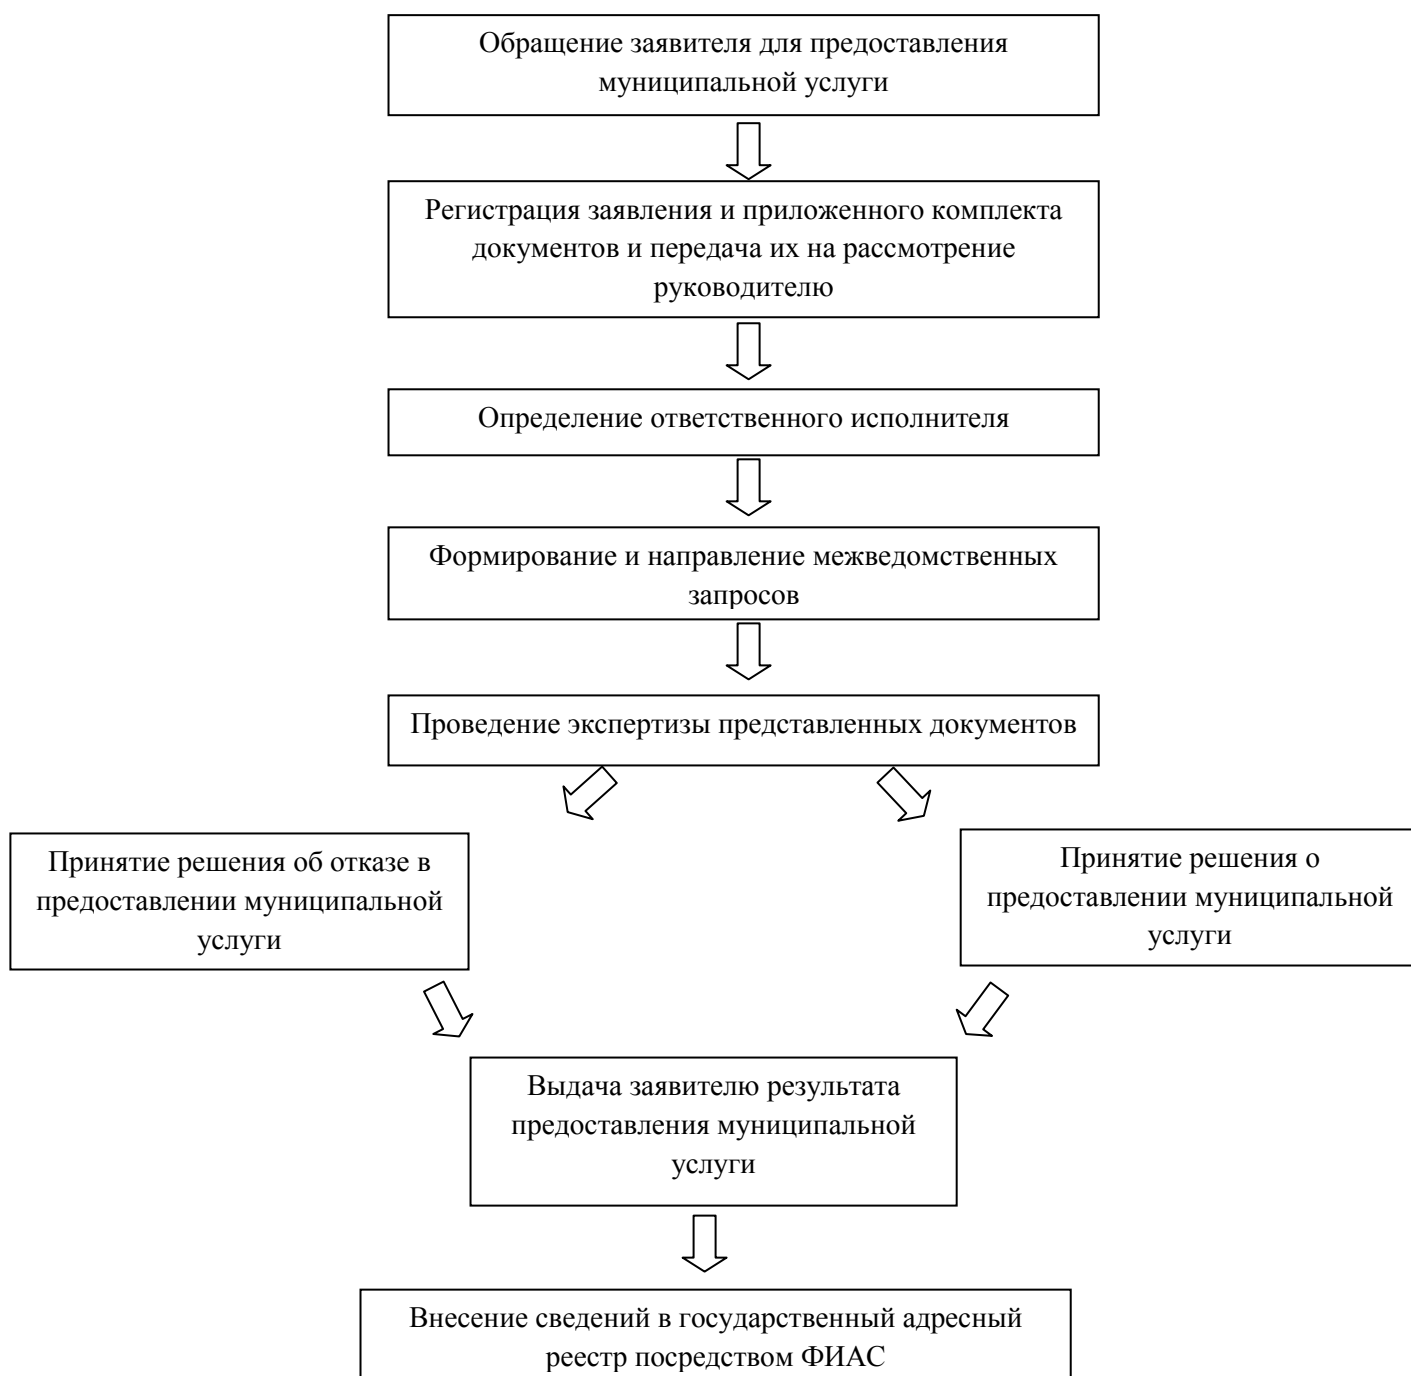 Обращение заявителя для предоставления
муниципальной услуги
Регистрация заявления и приложенного комплекта
документов и передача их на рассмотрение
руководителю
Определение ответственного исполнителя
Формирование и направление межведомственных
запросов
Проведение экспертизы представленных документов
Принятие решения об отказе в
предоставлении муниципальной
услуги
Принятие решения о
предоставлении муниципальной
услуги
Выдача заявителю результата
предоставления муниципальной
услуги
Внесение сведений в государственный адресный
реестр посредством ФИАС